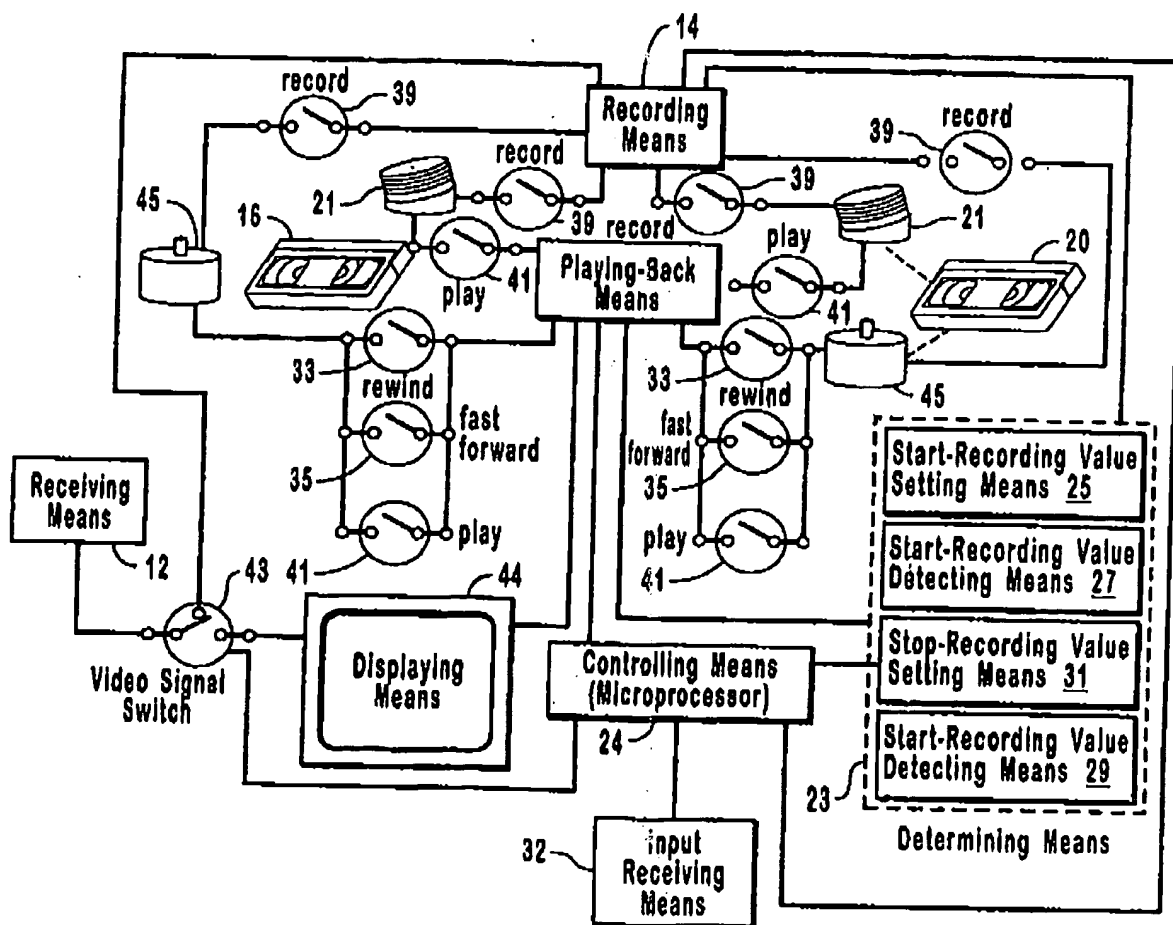 14
record
39
Recording
Means
record
39
record
39
39
record
45
21
16
21
20
play
41
play
Playing-Back
Means
41
33
rewind
33
rewind
45
fast
forward
35
fast
forward
35
play
41
play
41
Receiving
Means
12
43
Video Signal
Switch
44
Displaying
Means
Controlling Means
(Microprocessor)
24
32
Input
Receiving
Means
Start-Recording Value
Setting Means 25
Start-Recording Value
Detecting Means 27
Stop-Recording Value
Setting Means 31
Start-Recording Value
Detecting Means 29
23
Determining Means